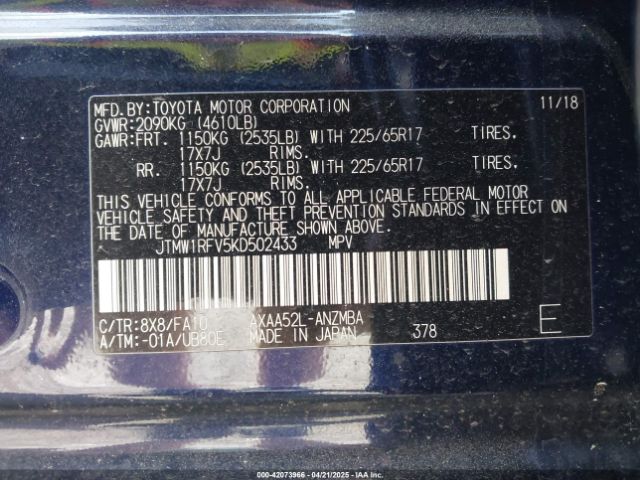 MFD.BY:TOYOTA MOTOR CORPORATION 11/18
GVWR:2090KG (4610LB)
GAWR:FRT. 1150KG (2535LB) WITH 225/65R17 TIRES.
17X7J RIMS.
RR. 1150KG (2535LB) WITH 225/65R17 TIRES.
17X7J RIMS.
THIS VEHICLE CONFORMS TO ALL APPLICABLE FEDERAL MOTOR
VEHICLE SAFETY AND THEFT PREVENTION STANDARDS IN EFFECT ON
THE DATE OF MANUFACTURE SHOWN ABOVE.
JTMW1RFV5KD502433 MPV
C/TR:8X8/FA10 AXAA52L-ANZMBA
A/TM:-01A/UB80E MADE IN JAPAN 378 E
000-42073966 - 04/21/2025 - IAA Inc.